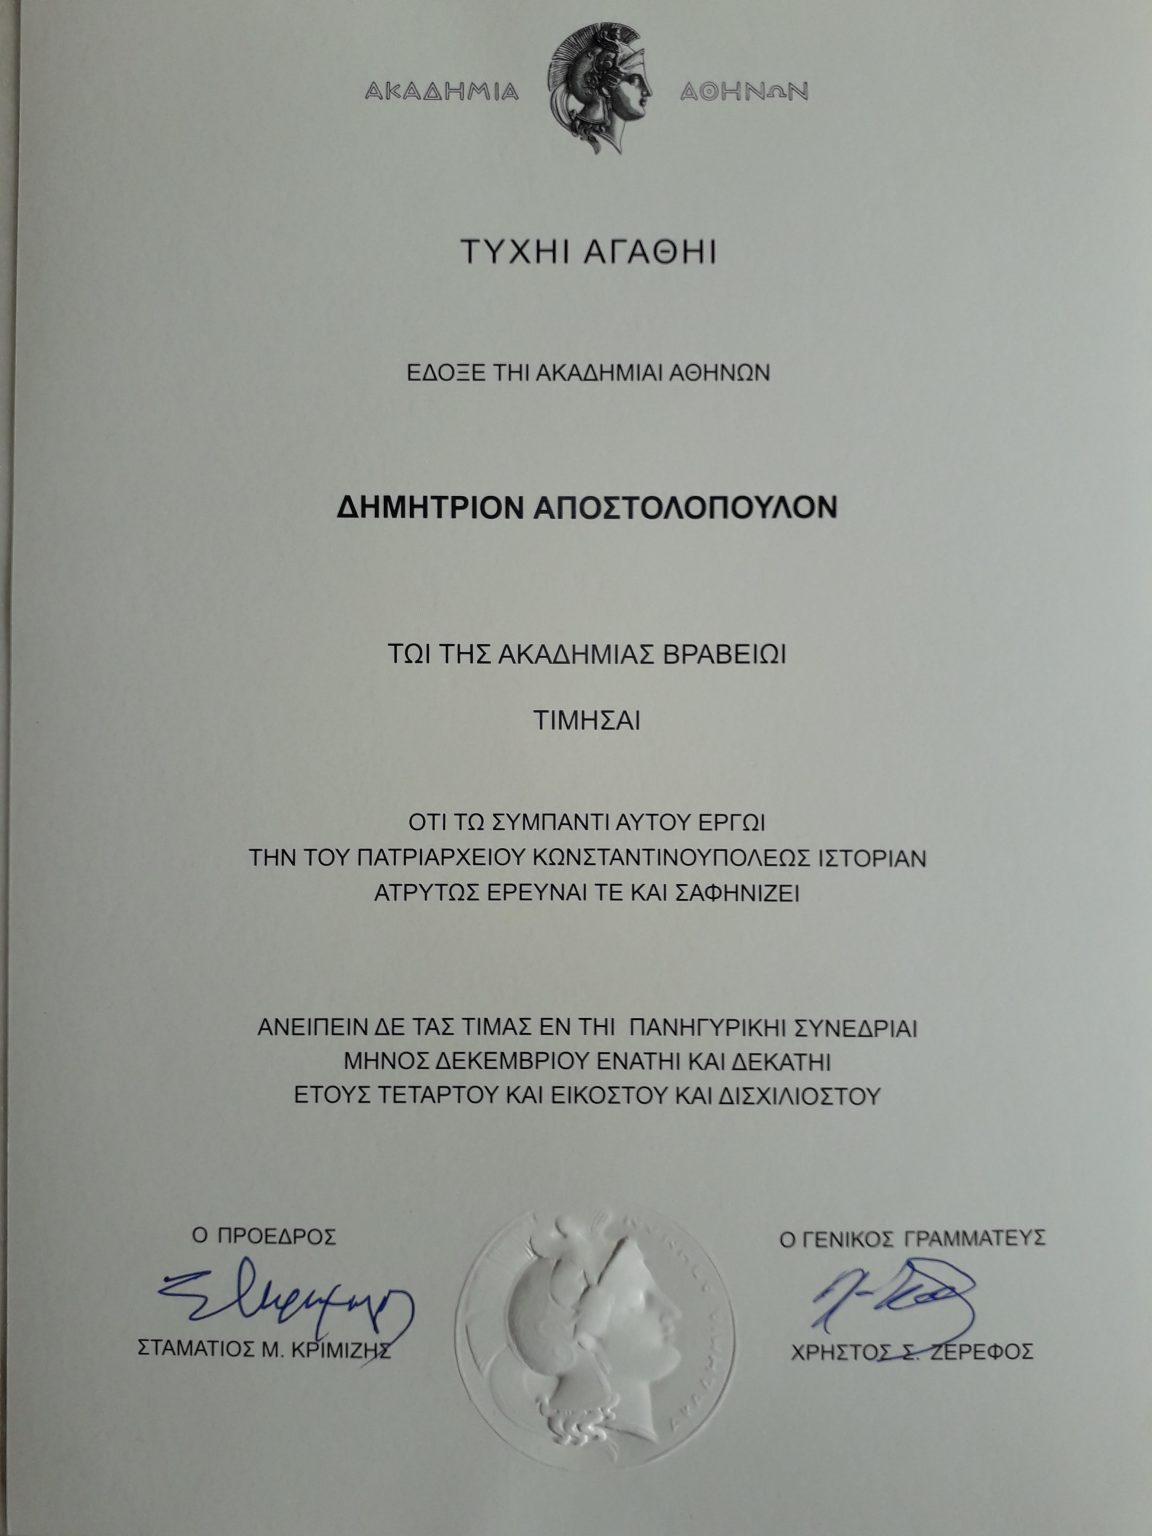 ΑΚΑΔΗΜΙΑ ΑΘΗΝΩΝ
ΤΥΧΗΙ ΑΓΑΘΗΙ
ΕΔΟΞΕ ΤΗΙ ΑΚΑΔΗΜΙΑΙ ΑΘΗΝΩΝ
ΔΗΜΗΤΡΙΟΝ ΑΠΟΣΤΟΛΟΠΟΥΛΟΝ
ΤΩΙ ΤΗΣ ΑΚΑΔΗΜΙΑΣ ΒΡΑΒΕΙΩΙ
ΤΙΜΗΣΑΙ
ΟΤΙ ΤΩ ΣΥΜΠΑΝΤΙ ΑΥΤΟΥ ΕΡΓΩΙ
ΤΗΝ ΤΟΥ ΠΑΤΡΙΑΡΧΕΙΟΥ ΚΩΝΣΤΑΝΤΙΝΟΥΠΟΛΕΩΣ ΙΣΤΟΡΙΑΝ
ΑΤΡΥΤΩΣ ΕΡΕΥΝΑΙ ΤΕ ΚΑΙ ΣΑΦΗΝΙΖΕΙ
ΑΝΕΙΠΕΙΝ ΔΕ ΤΑΣ ΤΙΜΑΣ ΕΝ ΤΗΙ ΠΑΝΗΓΥΡΙΚΗΙ ΣΥΝΕΔΡΙΑΙ
ΜΗΝΟΣ ΔΕΚΕΜΒΡΙΟΥ ΕΝΑΤΗΙ ΚΑΙ ΔΕΚΑΤΗΙ
ΕΤΟΥΣ ΤΕΤΑΡΤΟΥ ΚΑΙ ΕΙΚΟΣΤΟΥ ΚΑΙ ΔΙΣΧΙΛΙΟΣΤΟΥ
Ο ΠΡΟΕΔΡΟΣ
ΣΤΑΜΑΤΙΟΣ Μ. ΚΡΙΜΙΖΗΣ
Ο ΓΕΝΙΚΟΣ ΓΡΑΜΜΑΤΕΥΣ
ΧΡΗΣΤΟΣ Σ. ΖΕΡΕΦΟΣ
ΑΚΑΔΗΜΙΑ